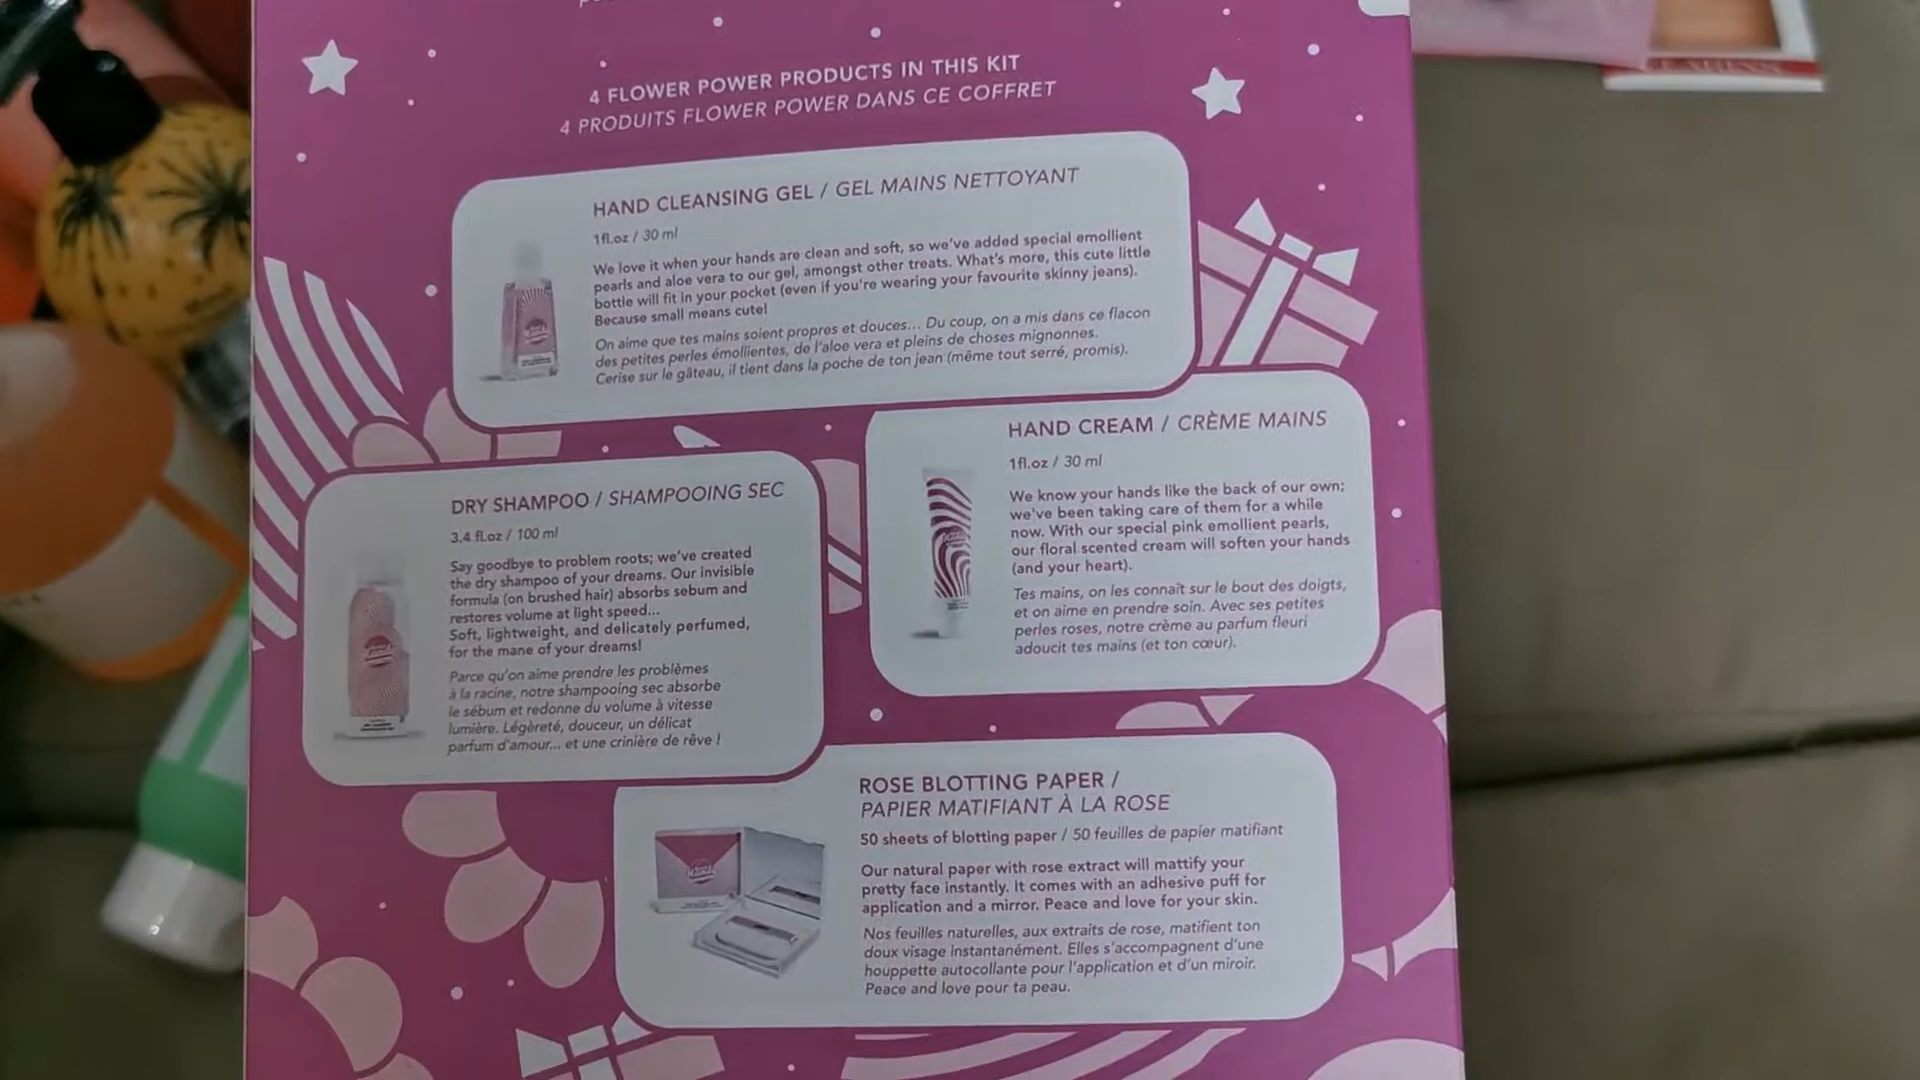 4 FLOWER POWER PRODUCTS IN THIS KIT
4 PRODUITS FLOWER POWER DANS CE COFFRET
HAND CLEANSING GEL / GEL MAINS NETTOYANT
1fl.oz / 30 ml
We love it when your hands are clean and soft, so we've added special emollient
pearls and aloe vera to our gel, amongst other treats. What's more, this cute little
bottle will fit in your pocket (even if you're wearing your favourite skinny jeans).
Because small means cute!
On aime que tes mains soient propres et douces... Du coup, on a mis dans ce flacon
des petites perles émollientes, de l'aloe vera et pleins de choses mignonnes.
Cerise sur le gâteau, il tient dans la poche de ton jean (même tout serré, promis).
HAND CREAM / CRÈME MAINS
1fl.oz / 30 ml
We know your hands like the back of our own;
we've been taking care of them for a while
now. With our special pink emollient pearls,
our floral scented cream will soften your hands
(and your heart).
Tes mains, on les connaît sur le bout des doigts,
et on aime en prendre soin. Avec ses petites
perles roses, notre crème au parfum fleuri
adoucit tes mains (et ton cœur).
DRY SHAMPOO / SHAMPOOING SEC
3.4 fl.oz / 100 ml
Say goodbye to problem roots; we've created
the dry shampoo of your dreams. Our invisible
formula (on brushed hair) absorbs sebum and
restores volume at light speed...
Soft, lightweight, and delicately perfumed,
for the mane of your dreams!
Parce qu'on aime prendre les problèmes
à la racine, notre shampooing sec absorbe
le sébum et redonne du volume à vitesse
lumière. Légèreté, douceur, un délicat
parfum d'amour... et une crinière de rêve !
ROSE BLOTTING PAPER /
PAPIER MATIFIANT À LA ROSE
50 sheets of blotting paper / 50 feuilles de papier matifiant
Our natural paper with rose extract will mattify your
pretty face instantly. It comes with an adhesive puff for
application and a mirror. Peace and love for your skin.
Nos feuilles naturelles, aux extraits de rose, matifient ton
doux visage instantanément. Elles s'accompagnent d'une
houppette autocollante pour l'application et d'un miroir.
Peace and love pour ta peau.